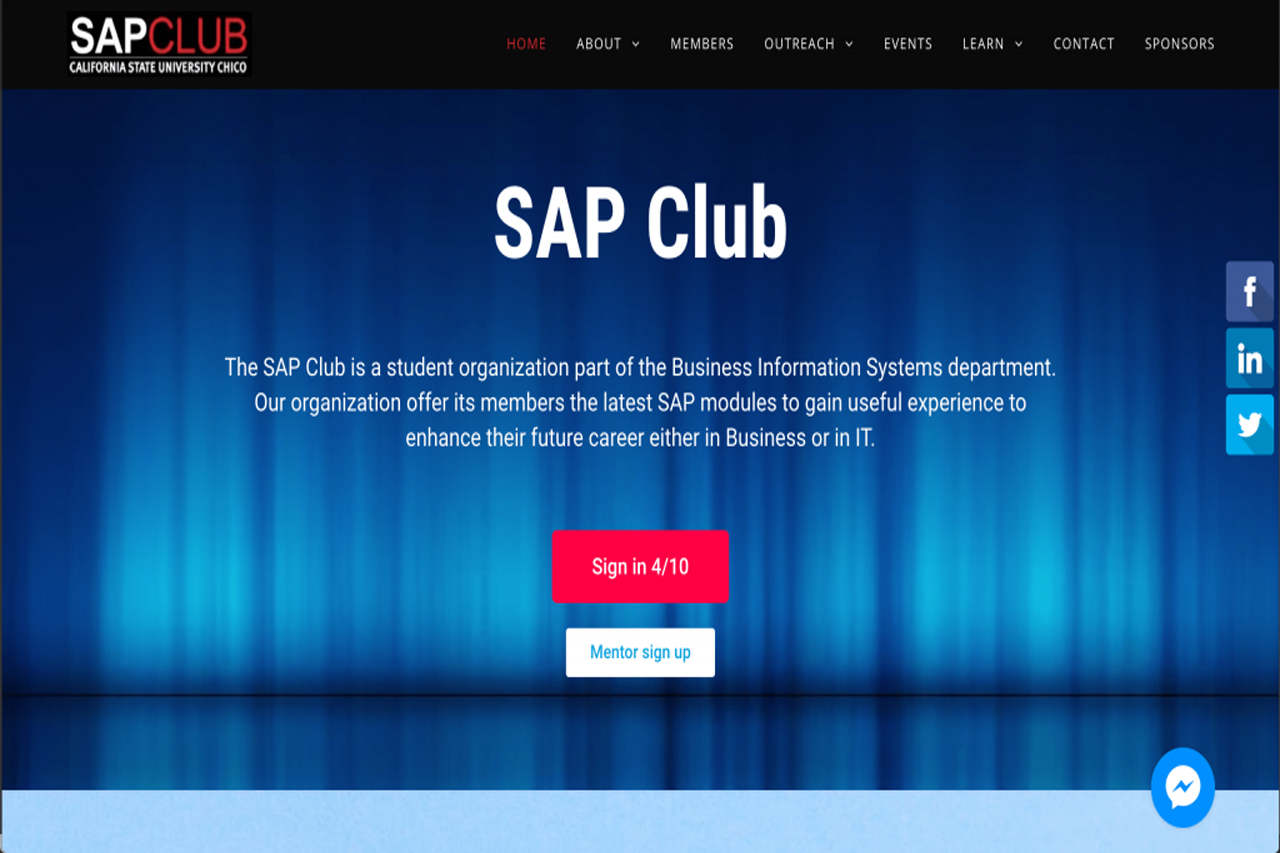 SAPCLUB
CALIFORNIA STATE UNIVERSITY CHICO
HOME ABOUT MEMBERS OUTREACH EVENTS LEARN CONTACT SPONSORS
SAP Club
The SAP Club is a student organization part of the Business Information Systems department.
Our organization offer its members the latest SAP modules to gain useful experience to
enhance their future career either in Business or in IT.
f
in
Sign in 4/10
Mentor sign up